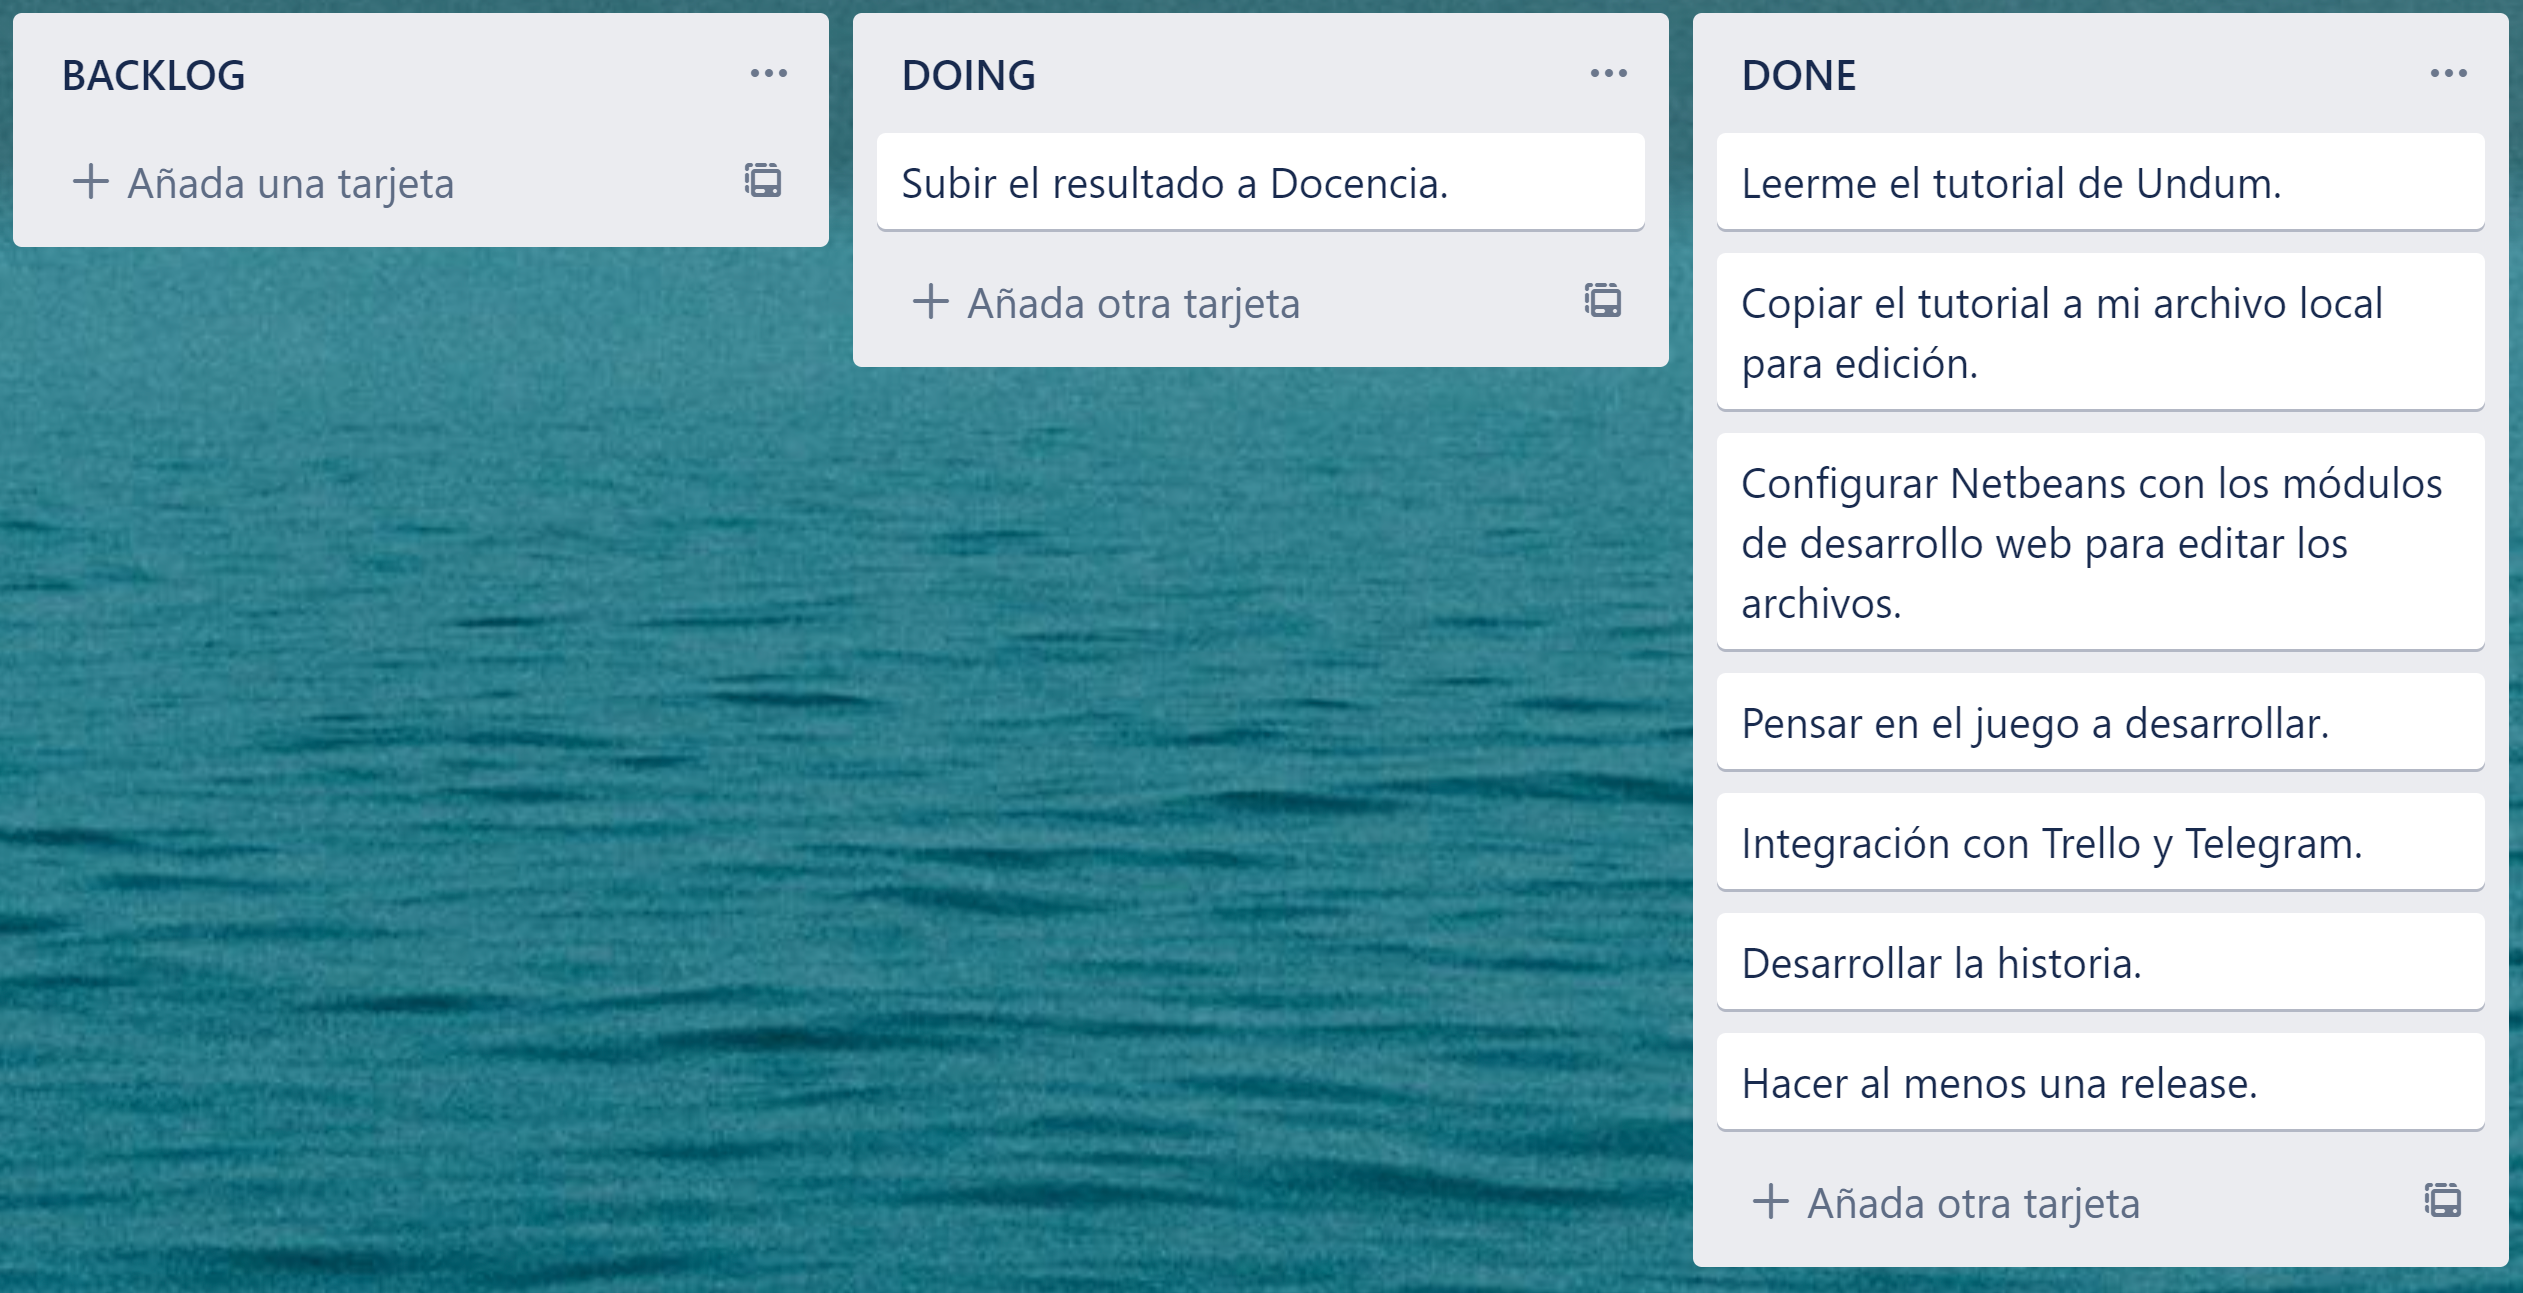 BACKLOG
Añada una tarjeta
DOING
Subir el resultado a Docencia.
Añada otra tarjeta
DONE
Leerme el tutorial de Undum.
Copiar el tutorial a mi archivo local
para edición.
Configurar Netbeans con los módulos
de desarrollo web para editar los
archivos.
Pensar en el juego a desarrollar.
Integración con Trello y Telegram.
Desarrollar la historia.
Hacer al menos una release.
Añada otra tarjeta